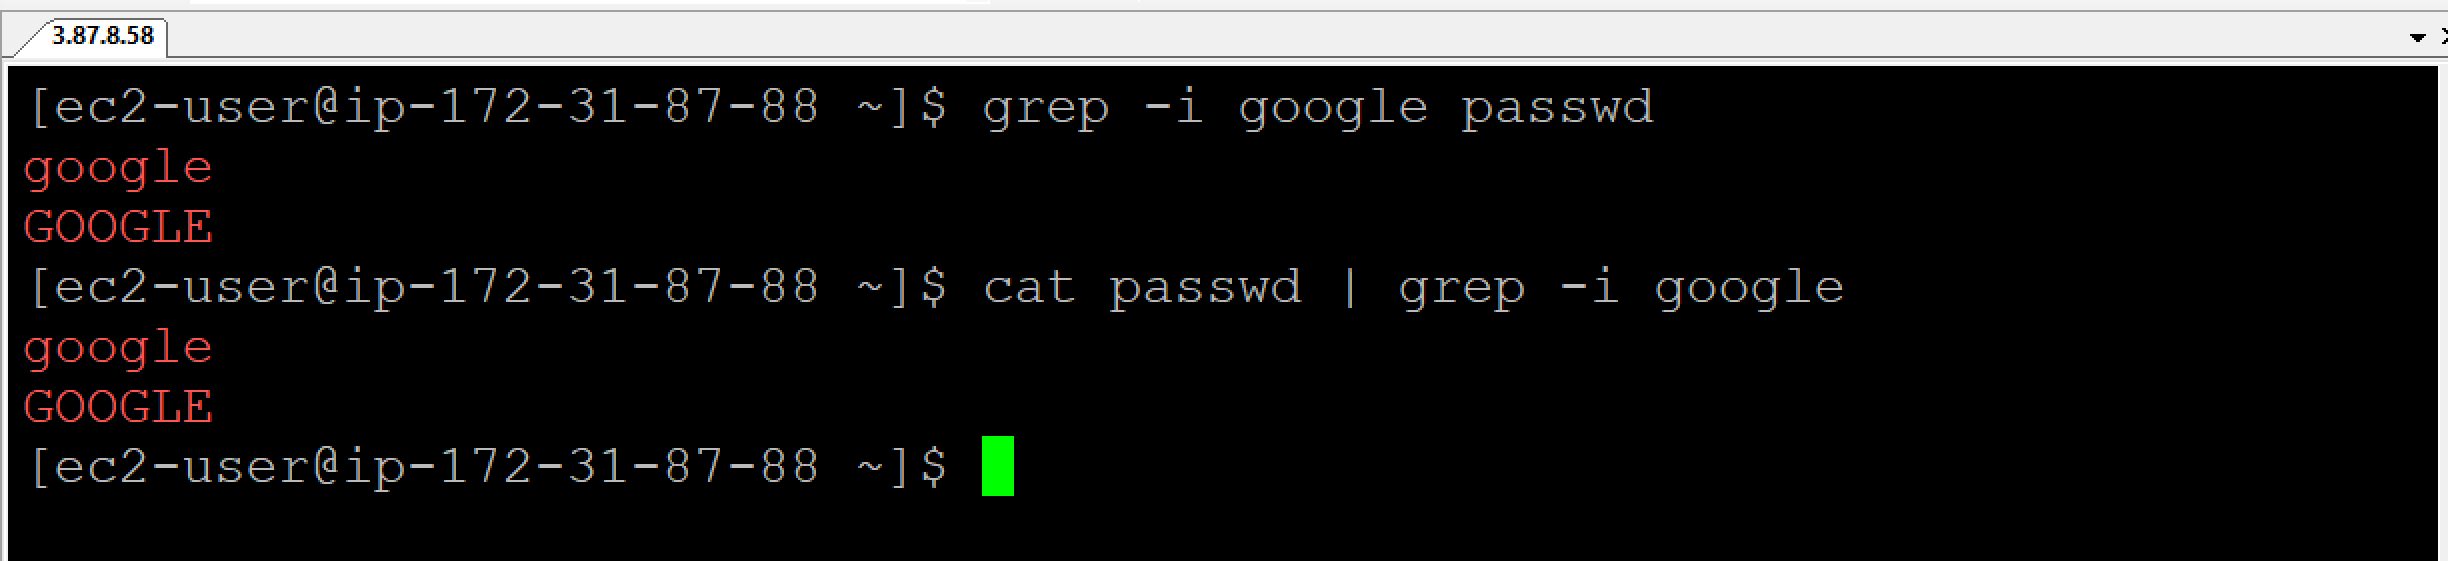 3.87.8.58
[ec2-user@ip-172-31-87-88 ~]$ grep -i google passwd
google
GOOGLE
[ec2-user@ip-172-31-87-88 ~]$ cat passwd | grep -i google
google
GOOGLE
[ec2-user@ip-172-31-87-88 ~]$